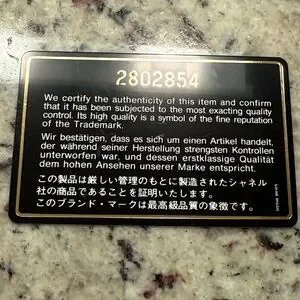 2802854
We certify the authenticity of this item and confirm
that it has been subjected to the most exacting quality
control. Its high quality is a symbol of the fine reputation
of the Trademark.
Wir bestätigen, dass es sich um einen Artikel handelt,
der während seiner Herstellung strengsten Kontrollen
unterworfen war, und dessen erstklassige Qualität
dem hohen Ansehen unserer Marke entspricht.
この製品は厳しい管理のもとに製造されたシャネル
社の商品であることを証明いたします。
このブランド・マークは最高級品質の象徴です。